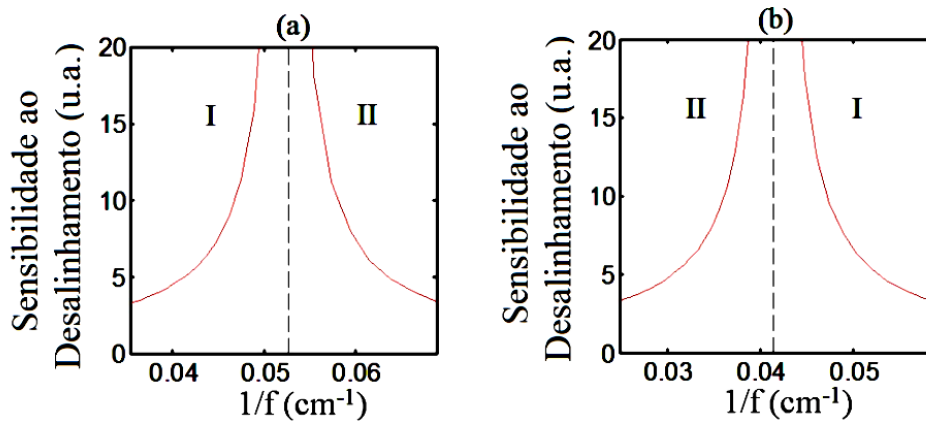 (a)
Sensibilidade ao
Desalinhamento (u.a.)
20
15
10
5
0
I
II
0.04
0.05
0.06
1/f (cm⁻¹)
(b)
Sensibilidade ao
Desalinhamento (u.a.)
20
15
10
5
0
II
I
0.03
0.04
0.05
1/f (cm⁻¹)